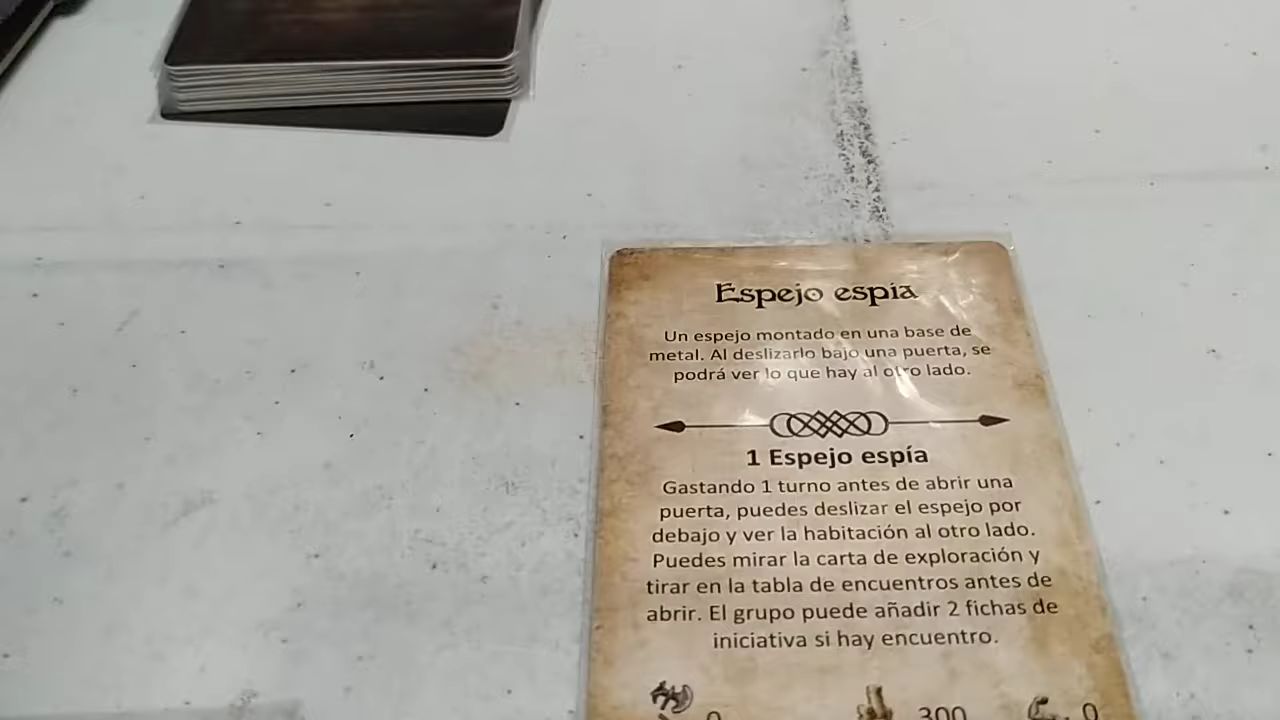 Espejo espía
Un espejo montado en una base de
metal. Al deslizarlo bajo una puerta, se
podrá ver lo que hay al otro lado.
1 Espejo espía
Gastando 1 turno antes de abrir una
puerta, puedes deslizar el espejo por
debajo y ver la habitación al otro lado.
Puedes mirar la carta de exploración y
tirar en la tabla de encuentros antes de
abrir. El grupo puede añadir 2 fichas de
iniciativa si hay encuentro.
0 300 0